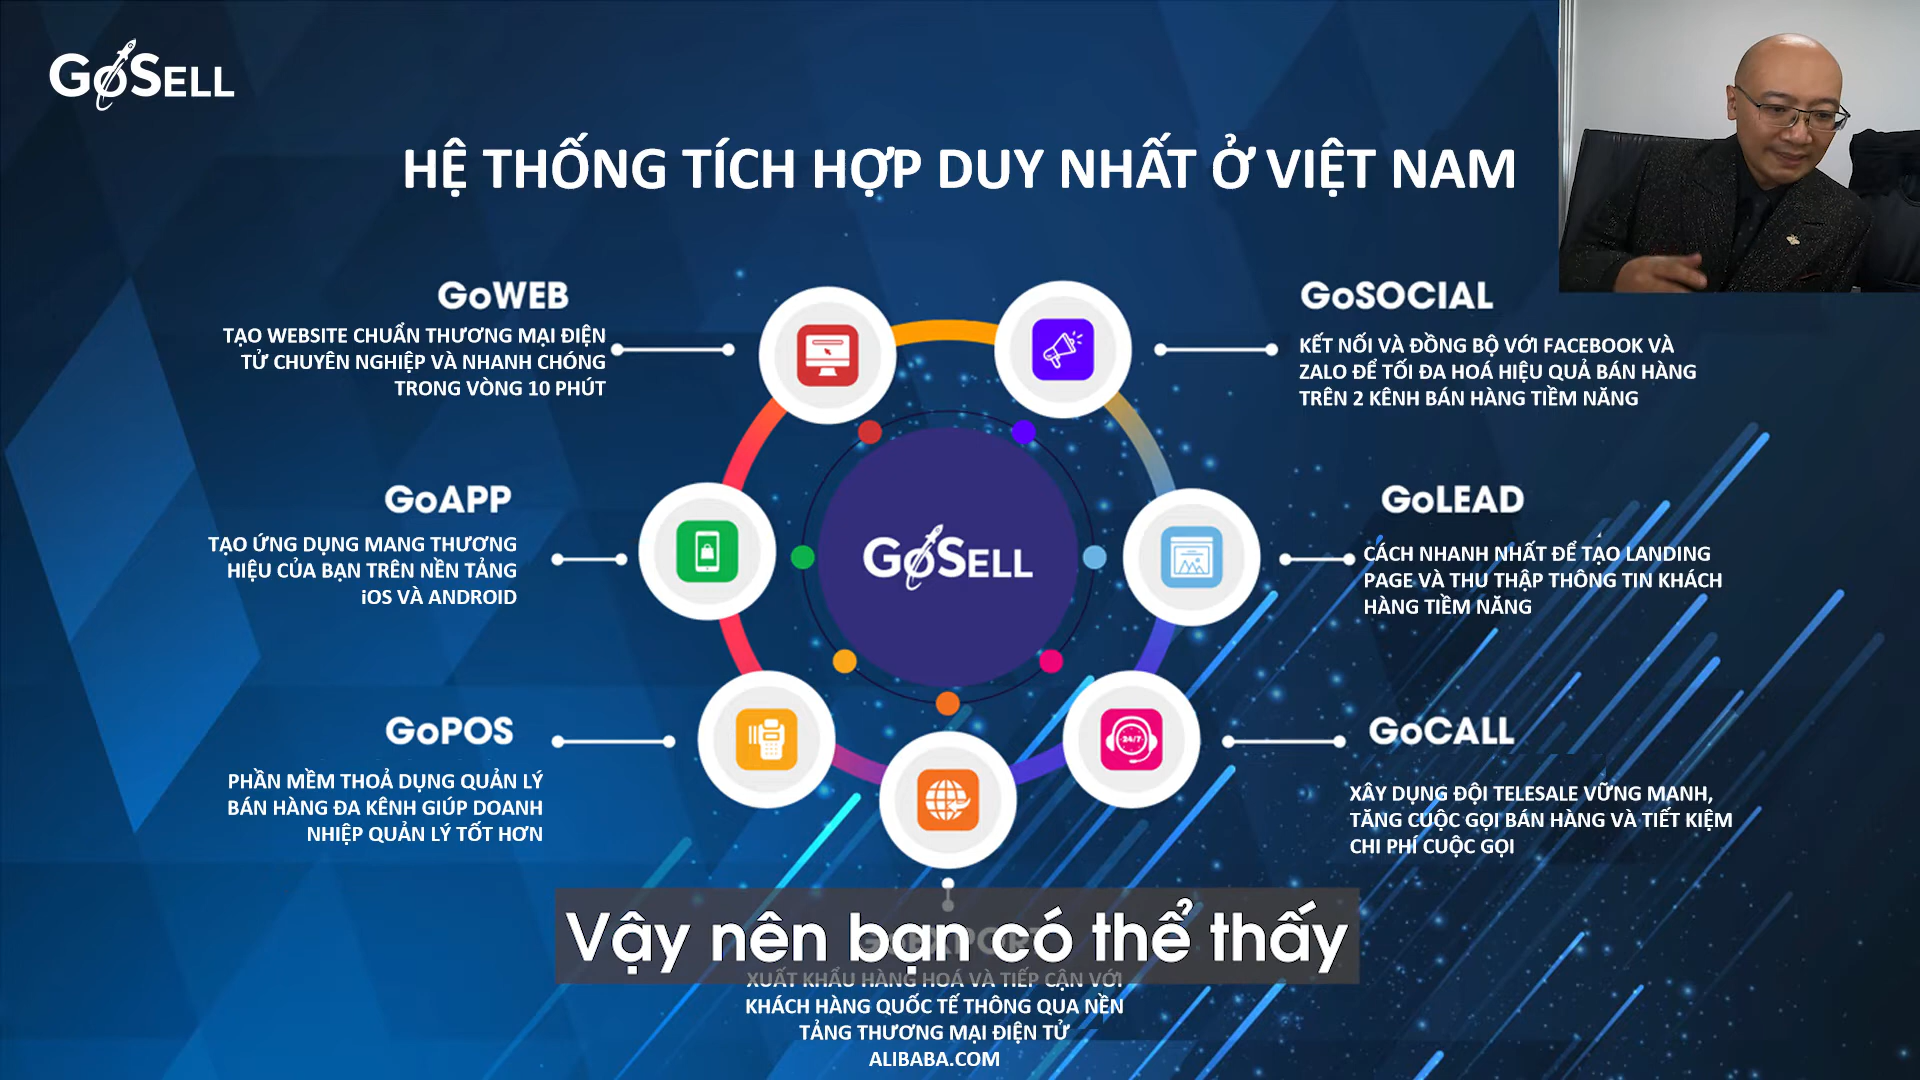 GoSELL
HỆ THỐNG TÍCH HỢP DUY NHẤT Ở VIỆT NAM
GoWEB
TẠO WEBSITE CHUẨN THƯƠNG MẠI ĐIỆN
TỬ CHUYÊN NGHIỆP VÀ NHANH CHÓNG
TRONG VÒNG 10 PHÚT
GoSOCIAL
KẾT NỐI VÀ ĐỒNG BỘ VỚI FACEBOOK VÀ
ZALO ĐỂ TỐI ĐA HOÁ HIỆU QUẢ BÁN HÀNG
TRÊN 2 KÊNH BÁN HÀNG TIỀM NĂNG
GoAPP
TẠO ỨNG DỤNG MANG THƯƠNG
HIỆU CỦA BẠN TRÊN NỀN TẢNG
iOS VÀ ANDROID
GoSELL
GoLEAD
CÁCH NHANH NHẤT ĐỂ TẠO LANDING
PAGE VÀ THU THẬP THÔNG TIN KHÁCH
HÀNG TIỀM NĂNG
GoPOS
PHẦN MỀM THOẢ DỤNG QUẢN LÝ
BÁN HÀNG ĐA KÊNH GIÚP DOANH
NHIỆP QUẢN LÝ TỐT HƠN
24/7
GoCALL
XÂY DỰNG ĐỘI TELESALE VỮNG MẠNH,
TĂNG CUỘC GỌI BÁN HÀNG VÀ TIẾT KIỆM
CHI PHÍ CUỘC GỌI
Vậy nên bạn có thể thấy
XUẤT KHẨU HÀNG HOÁ VÀ TIẾP CẬN VỚI
KHÁCH HÀNG QUỐC TẾ THÔNG QUA NỀN
TẢNG THƯƠNG MẠI ĐIỆN TỬ
ALIBABA.COM